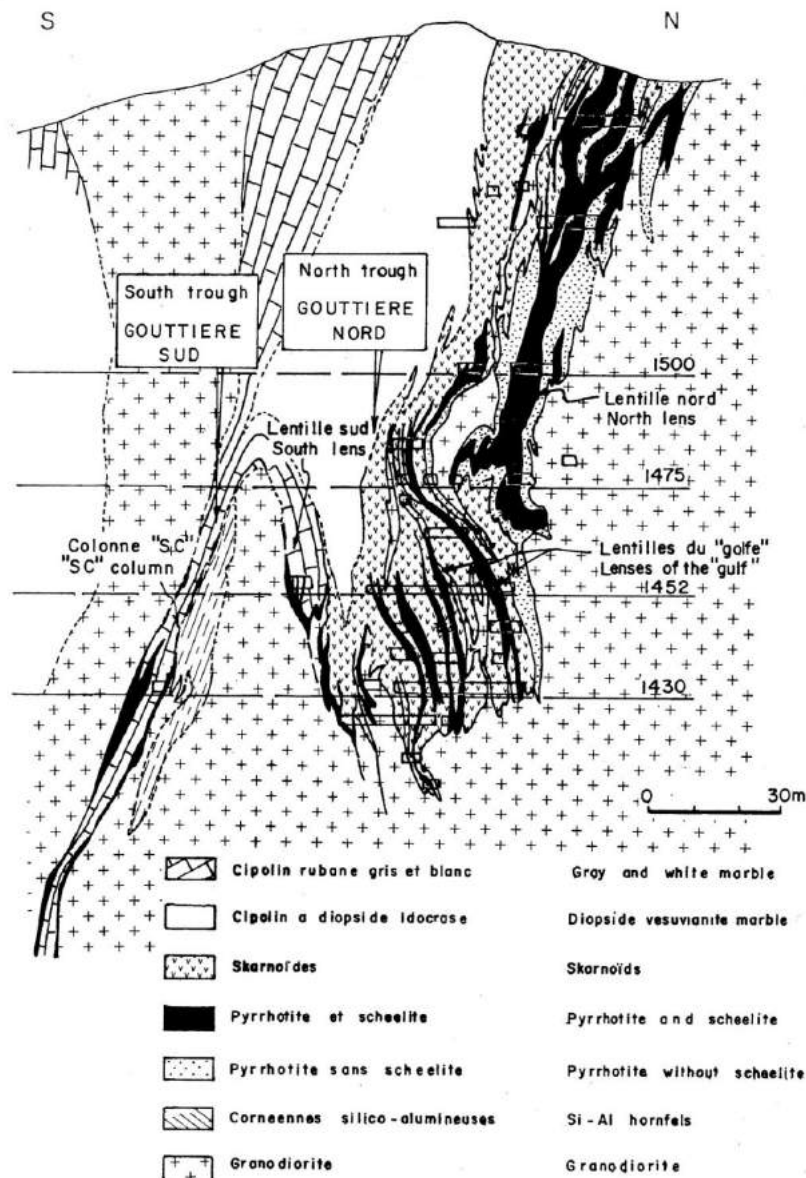 S
N
South trough
GOUTTIERE
SUD
North trough
GOUTTIERE
NORD
1500
Lentille nord
North lens
Lentille sud
South lens
1475
Colonne "SC"
"SC" column
Lentilles du "golfe"
Lenses of the "gulf"
1452
1430
0 30m
Cipolin rubane gris et blanc Gray and white marble
Cipolin a diopside idocrase Diopside vesuvianite marble
Skarnoïdes Skarnoïds
Pyrrhotite et scheelite Pyrrhotite and scheelite
Pyrrhotite sans scheelite Pyrrhotite without scheelite
Corneennes silico-alumineuses Si-Al hornfels
Granodiorite Granodiorite